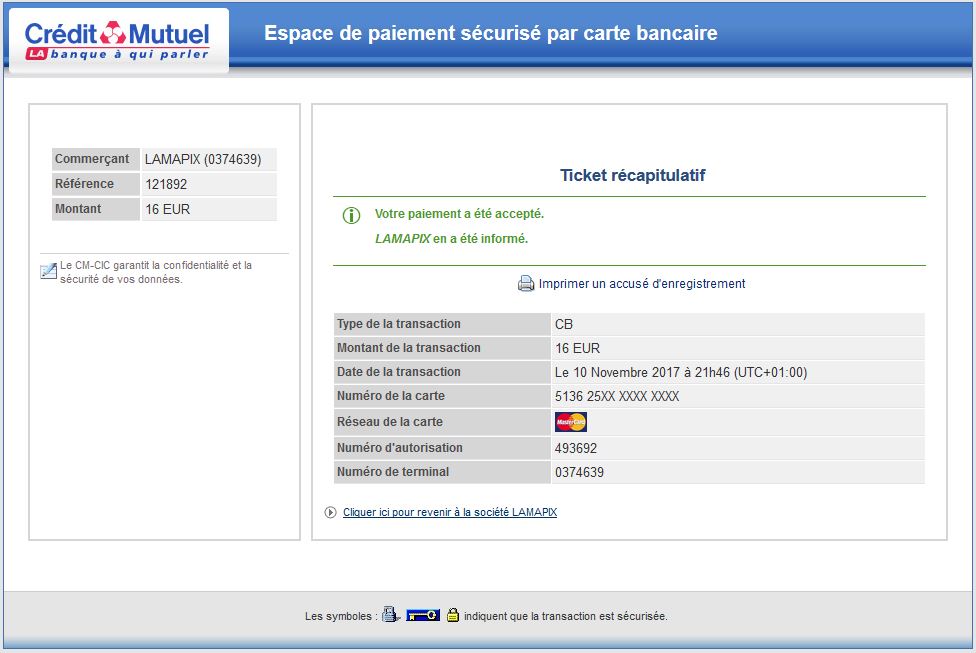 Crédit Mutuel
LA banque à qui parler
Espace de paiement sécurisé par carte bancaire
Commerçant LAMAPIX (0374639)
Référence 121892
Montant 16 EUR
Le CM-CIC garantit la confidentialité et la
sécurité de vos données.
Ticket récapitulatif
Votre paiement a été accepté.
LAMAPIX en a été informé.
Imprimer un accusé d'enregistrement
Type de la transaction CB
Montant de la transaction 16 EUR
Date de la transaction Le 10 Novembre 2017 à 21h46 (UTC+01:00)
Numéro de la carte 5136 25XX XXXX XXXX
Réseau de la carte MasterCard
Numéro d'autorisation 493692
Numéro de terminal 0374639
Cliquer ici pour revenir à la société LAMAPIX
Les symboles : indiquent que la transaction est sécurisée.